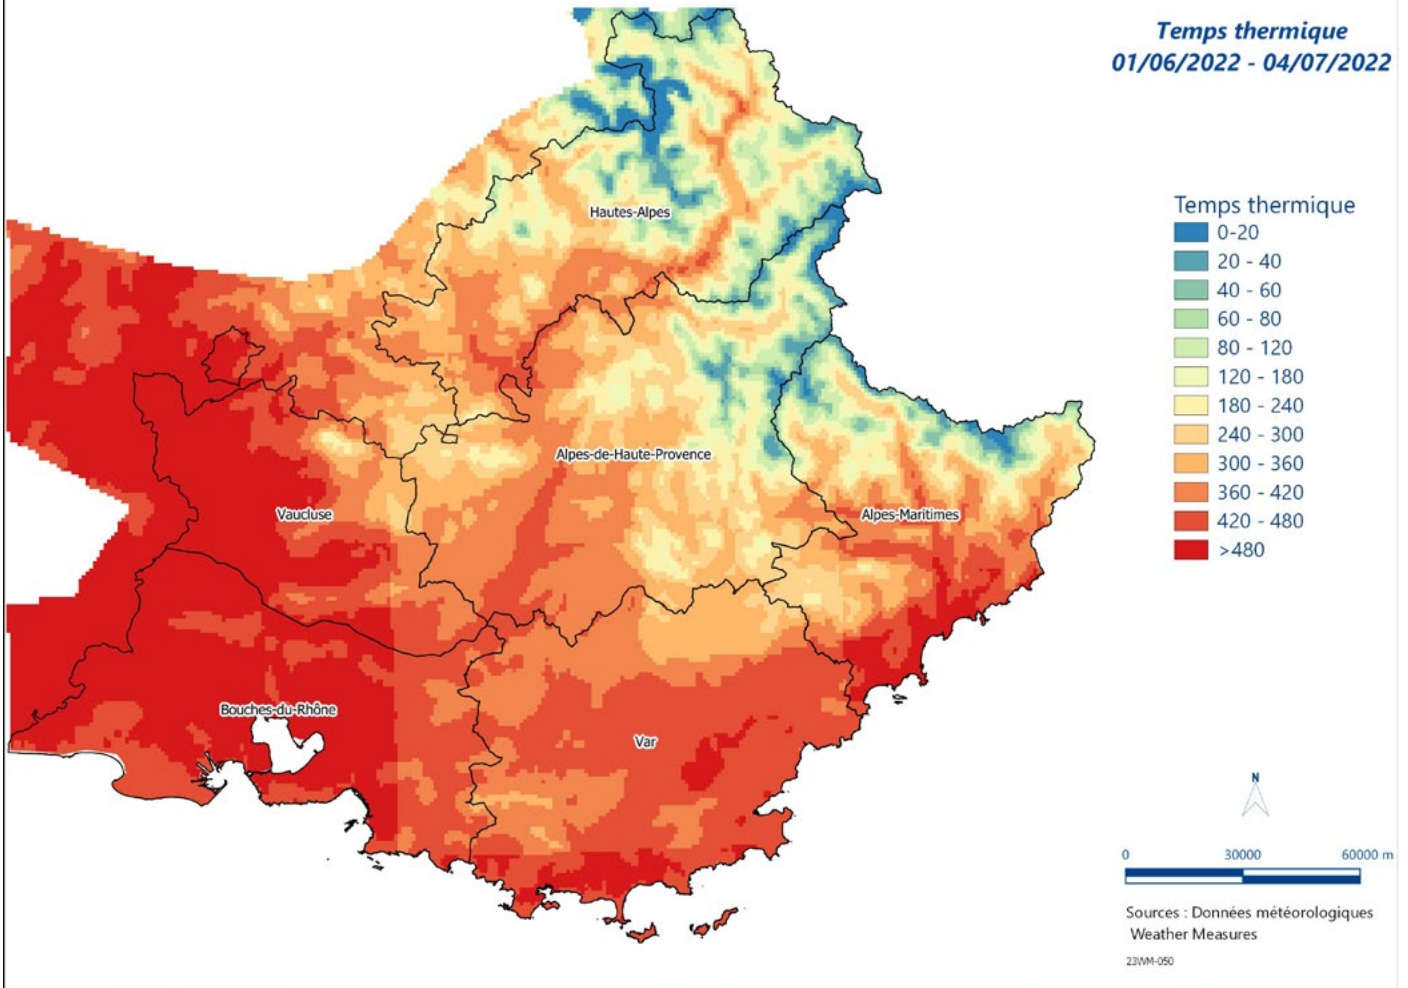 Temps thermique
01/06/2022 - 04/07/2022
Temps thermique
0-20
20 - 40
40 - 60
60 - 80
80 - 120
120 - 180
180 - 240
240 - 300
300 - 360
360 - 420
420 - 480
>480
Hautes-Alpes
Alpes-de-Haute-Provence
Vaucluse
Alpes-Maritimes
Bouches-du-Rhône
Var
N
0 30000 60000 m
Sources : Données météorologiques
Weather Measures
23WM-050